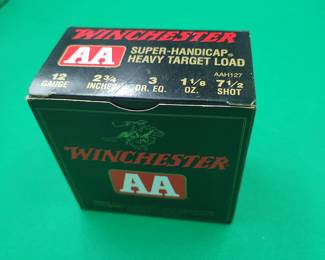 WINCHESTER
AA SUPER-HANDICAP®
HEAVY TARGET LOAD
AAH127
12 2¾ 3 1⅛ 7½
GAUGE INCHES DR. EQ. OZ. SHOT
WINCHESTER
AA